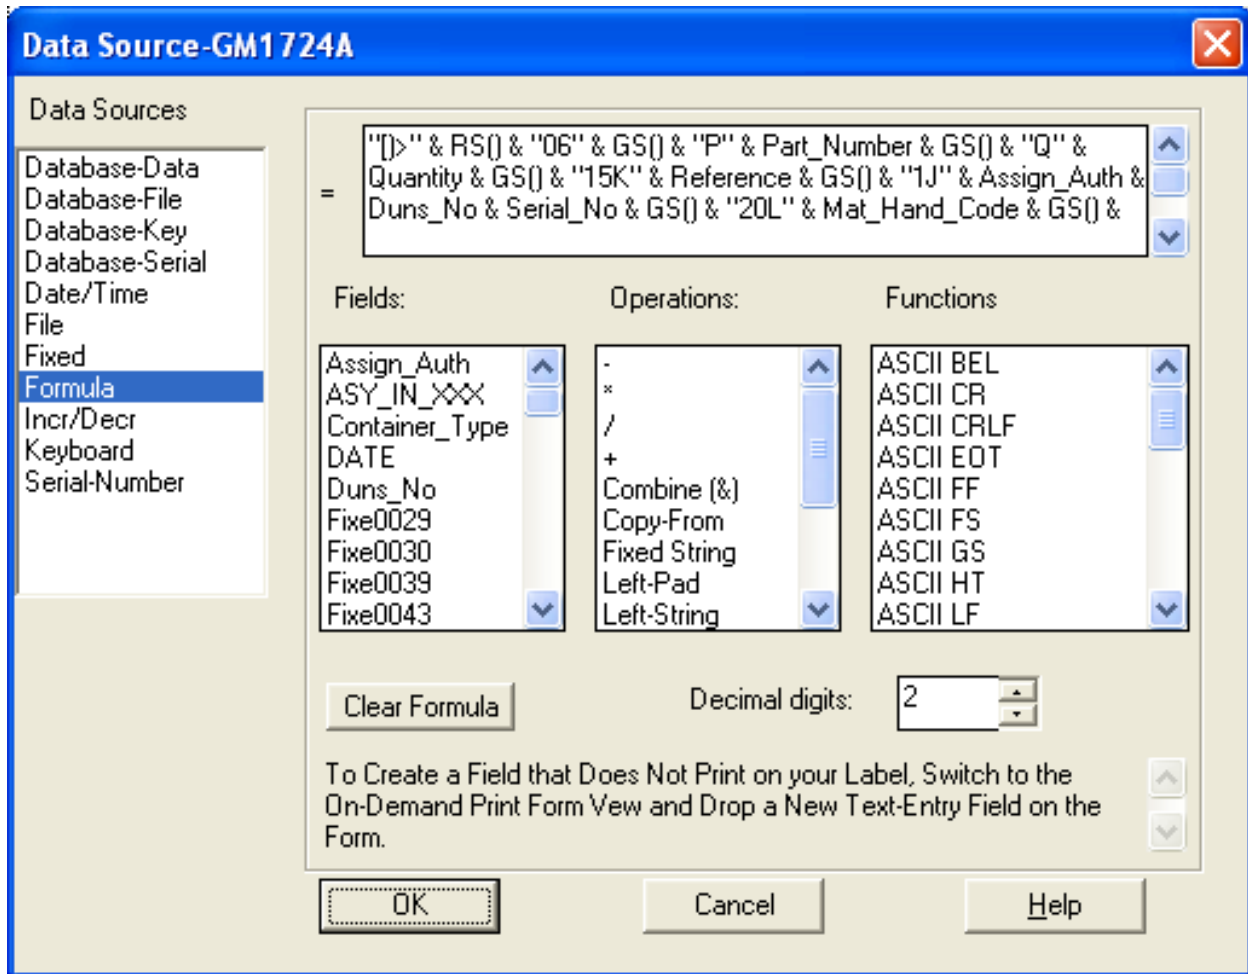 Data Source-GM1724A
Data Sources
Database-Data
Database-File
Database-Key
Database-Serial
Date/Time
File
Fixed
Formula
Incr/Decr
Keyboard
Serial-Number
=
"[)>" & RS() & "06" & GS() & "P" & Part_Number & GS() & "Q" &
Quantity & GS() & "15K" & Reference & GS() & "1J" & Assign_Auth &
Duns_No & Serial_No & GS() & "20L" & Mat_Hand_Code & GS() &
Fields:
Assign_Auth
ASY_IN_XXX
Container_Type
DATE
Duns_No
Fixe0029
Fixe0030
Fixe0039
Fixe0043
Operations:
-
*
/
+
Combine (&)
Copy-From
Fixed String
Left-Pad
Left-String
Functions
ASCII BEL
ASCII CR
ASCII CRLF
ASCII EOT
ASCII FF
ASCII FS
ASCII GS
ASCII HT
ASCII LF
Clear Formula
Decimal digits:
2
To Create a Field that Does Not Print on your Label, Switch to the
On-Demand Print Form Vew and Drop a New Text-Entry Field on the
Form.
OK
Cancel
Help